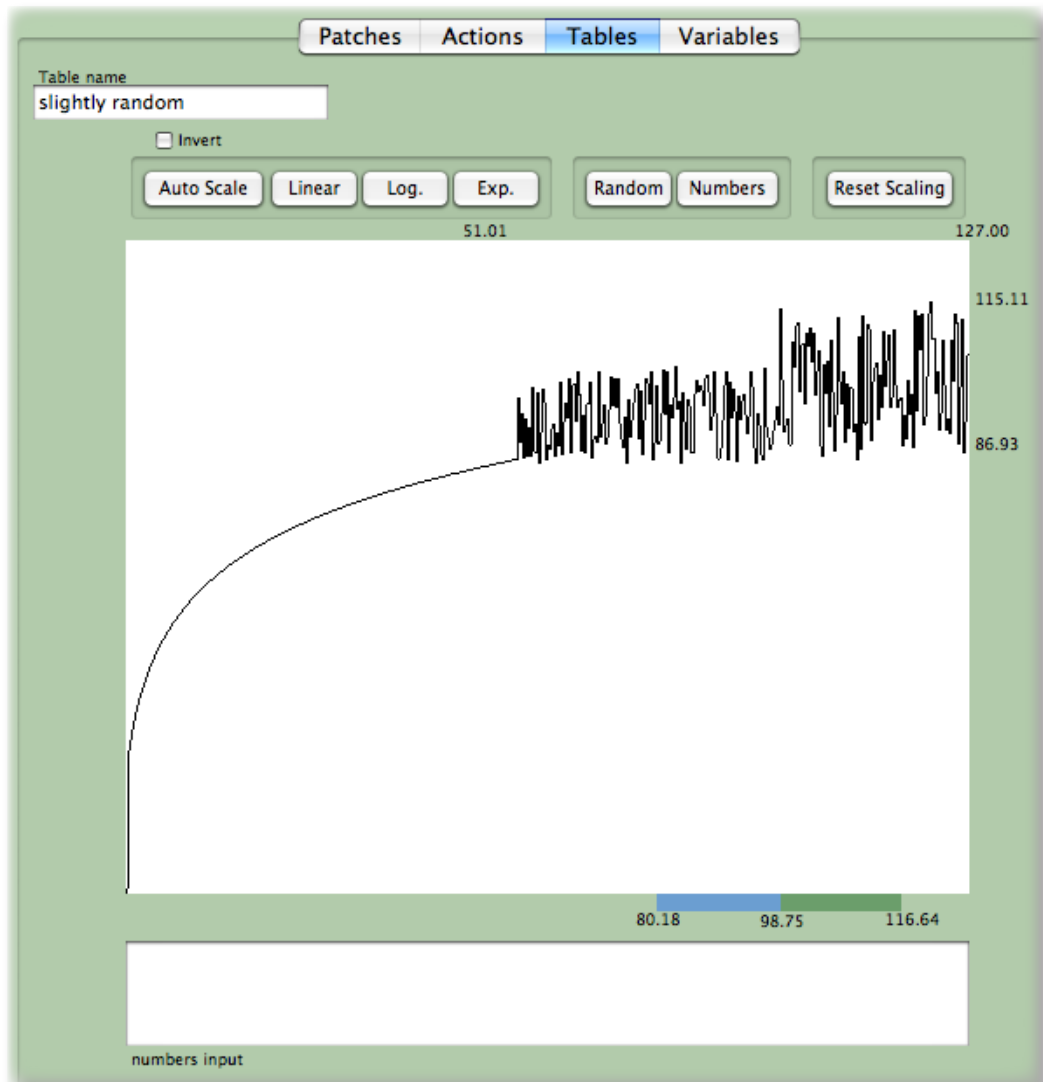 Patches Actions Tables Variables
Table name
slightly random
Invert
Auto Scale Linear Log. Exp. Random Numbers Reset Scaling
51.01 127.00
115.11
86.93
80.18 98.75 116.64
numbers input